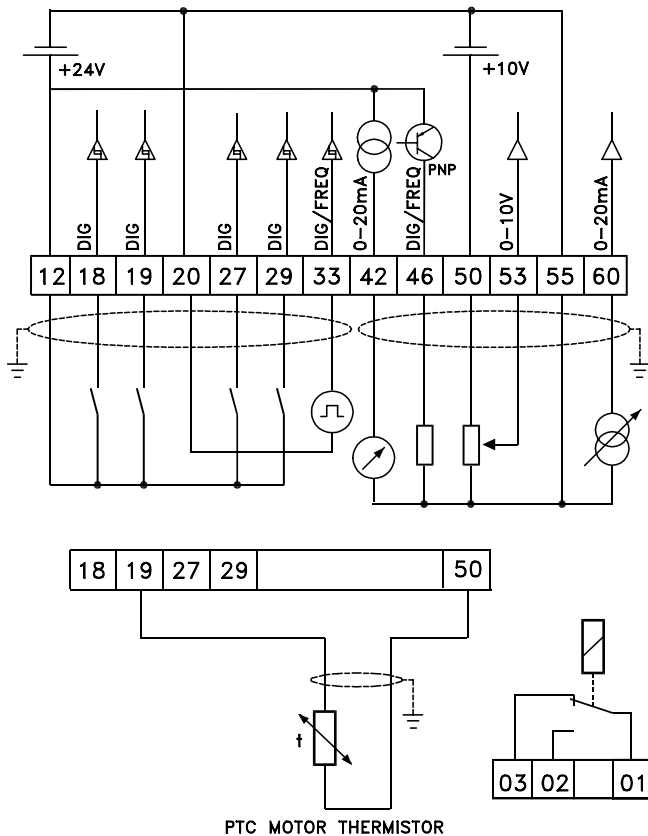 +24V
+10V
PNP
DIG
DIG
DIG
DIG
DIG/FREQ
0-20mA
DIG/FREQ
0-10V
0-20mA
12 18 19 20 27 29 33 42 46 50 53 55 60
18 19 27 29 50
t
03 02 01
PTC MOTOR THERMISTOR